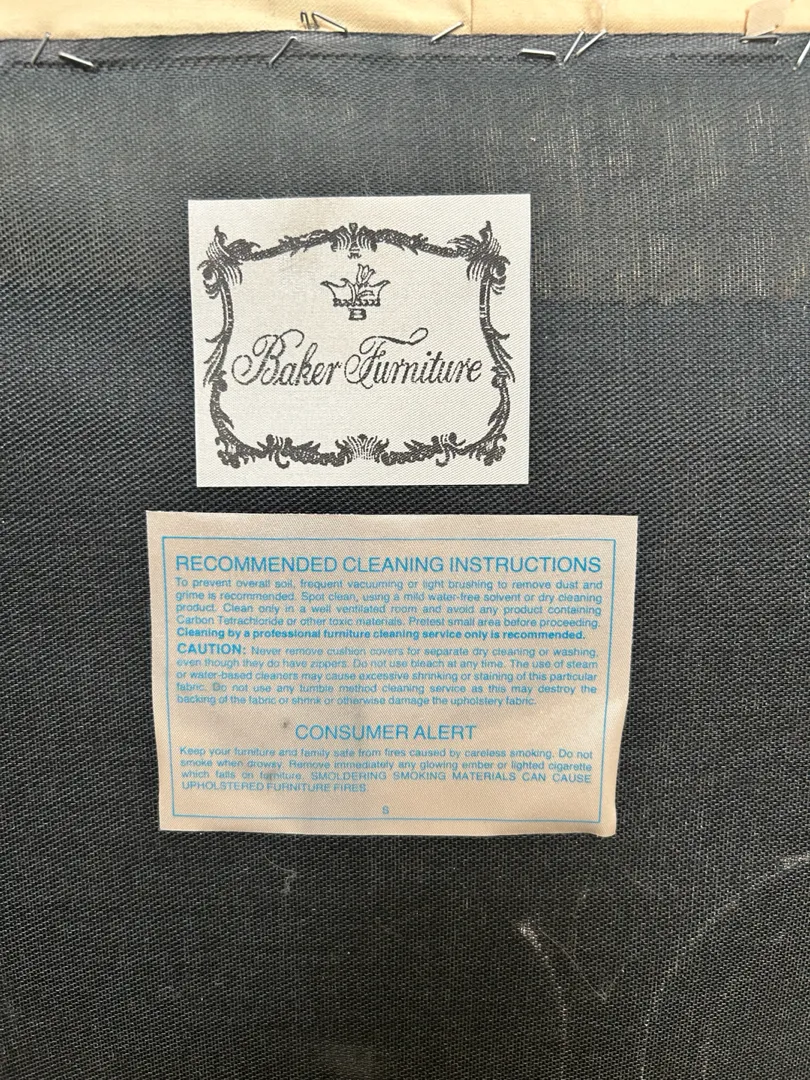 B
Baker Furniture
RECOMMENDED CLEANING INSTRUCTIONS
To prevent overall soil, frequent vacuuming or light brushing to remove dust and
grime is recommended. Spot clean, using a mild water-free solvent or dry cleaning
product. Clean only in a well ventilated room and avoid any product containing
Carbon Tetrachloride or other toxic materials. Pretest small area before proceeding.
Cleaning by a professional furniture cleaning service only is recommended.
CAUTION: Never remove cushion covers for separate dry cleaning or washing,
even though they do have zippers. Do not use bleach at any time. The use of steam
or water-based cleaners may cause excessive shrinking or staining of this particular
fabric. Do not use any tumble method cleaning service as this may destroy the
backing of the fabric or shrink or otherwise damage the upholstery fabric.
CONSUMER ALERT
Keep your furniture and family safe from fires caused by careless smoking. Do not
smoke when drowsy. Remove immediately any glowing ember or lighted cigarette
which falls on furniture. SMOLDERING SMOKING MATERIALS CAN CAUSE
UPHOLSTERED FURNITURE FIRES.
S